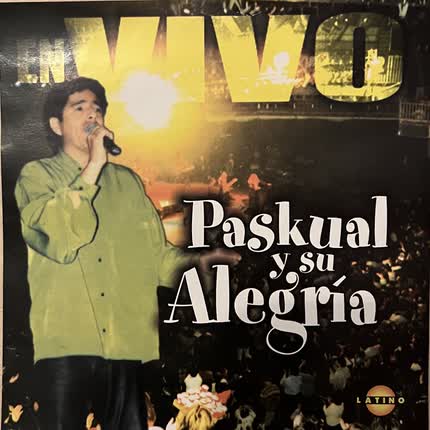 EN VIVO
Paskual
y su
Alegría
LATINO